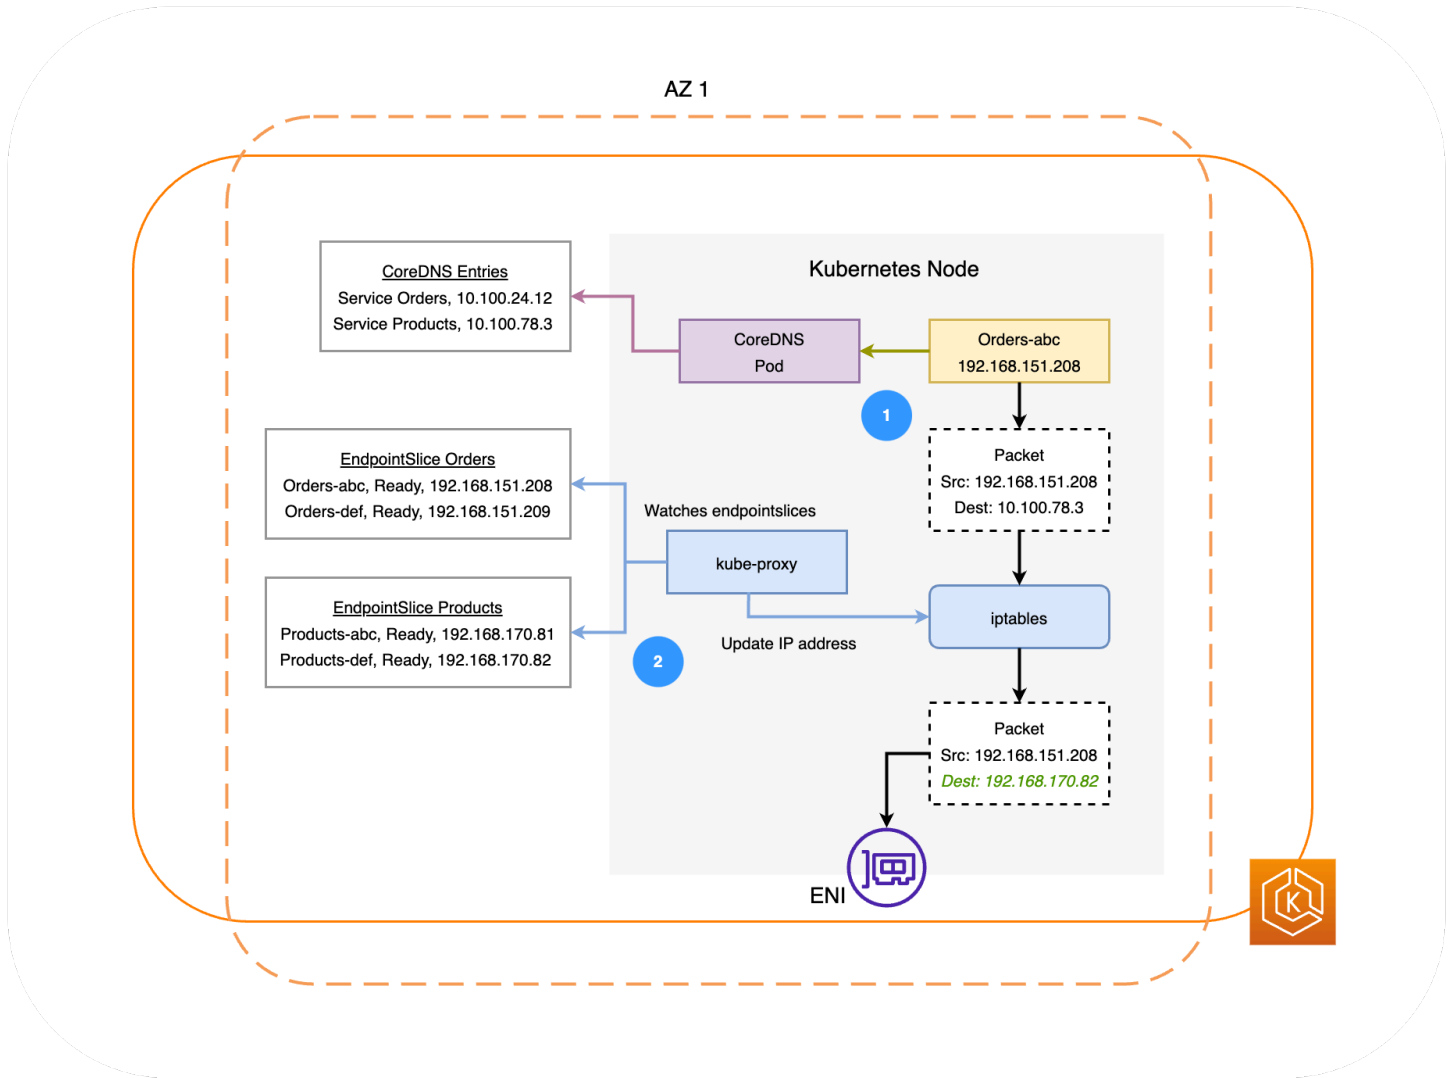 AZ 1
Kubernetes Node
CoreDNS Entries
Service Orders, 10.100.24.12
Service Products, 10.100.78.3
CoreDNS
Pod
Orders-abc
192.168.151.208
1
Packet
Src: 192.168.151.208
Dest: 10.100.78.3
EndpointSlice Orders
Orders-abc, Ready, 192.168.151.208
Orders-def, Ready, 192.168.151.209
Watches endpointslices
kube-proxy
iptables
EndpointSlice Products
Products-abc, Ready, 192.168.170.81
Products-def, Ready, 192.168.170.82
2
Update IP address
Packet
Src: 192.168.151.208
Dest: 192.168.170.82
ENI
K